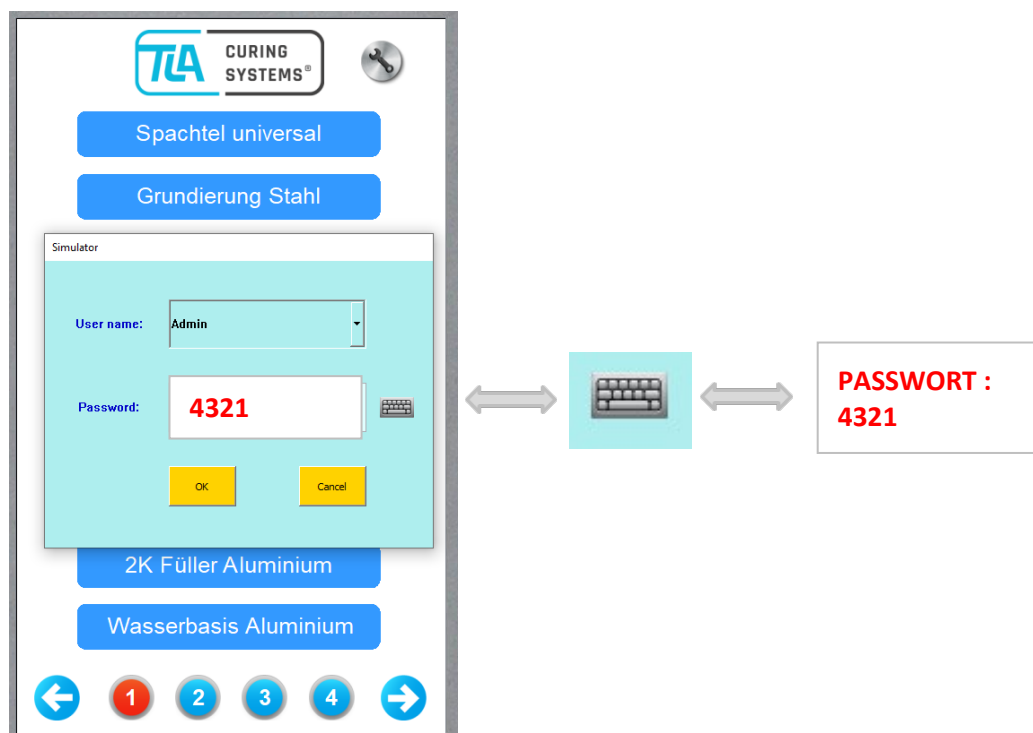 TLA CURING
SYSTEMS®
Spachtel universal
Grundierung Stahl
Simulator
User name: Admin
Password: 4321
OK Cancel
PASSWORT :
4321
2K Füller Aluminium
Wasserbasis Aluminium
1 2 3 4